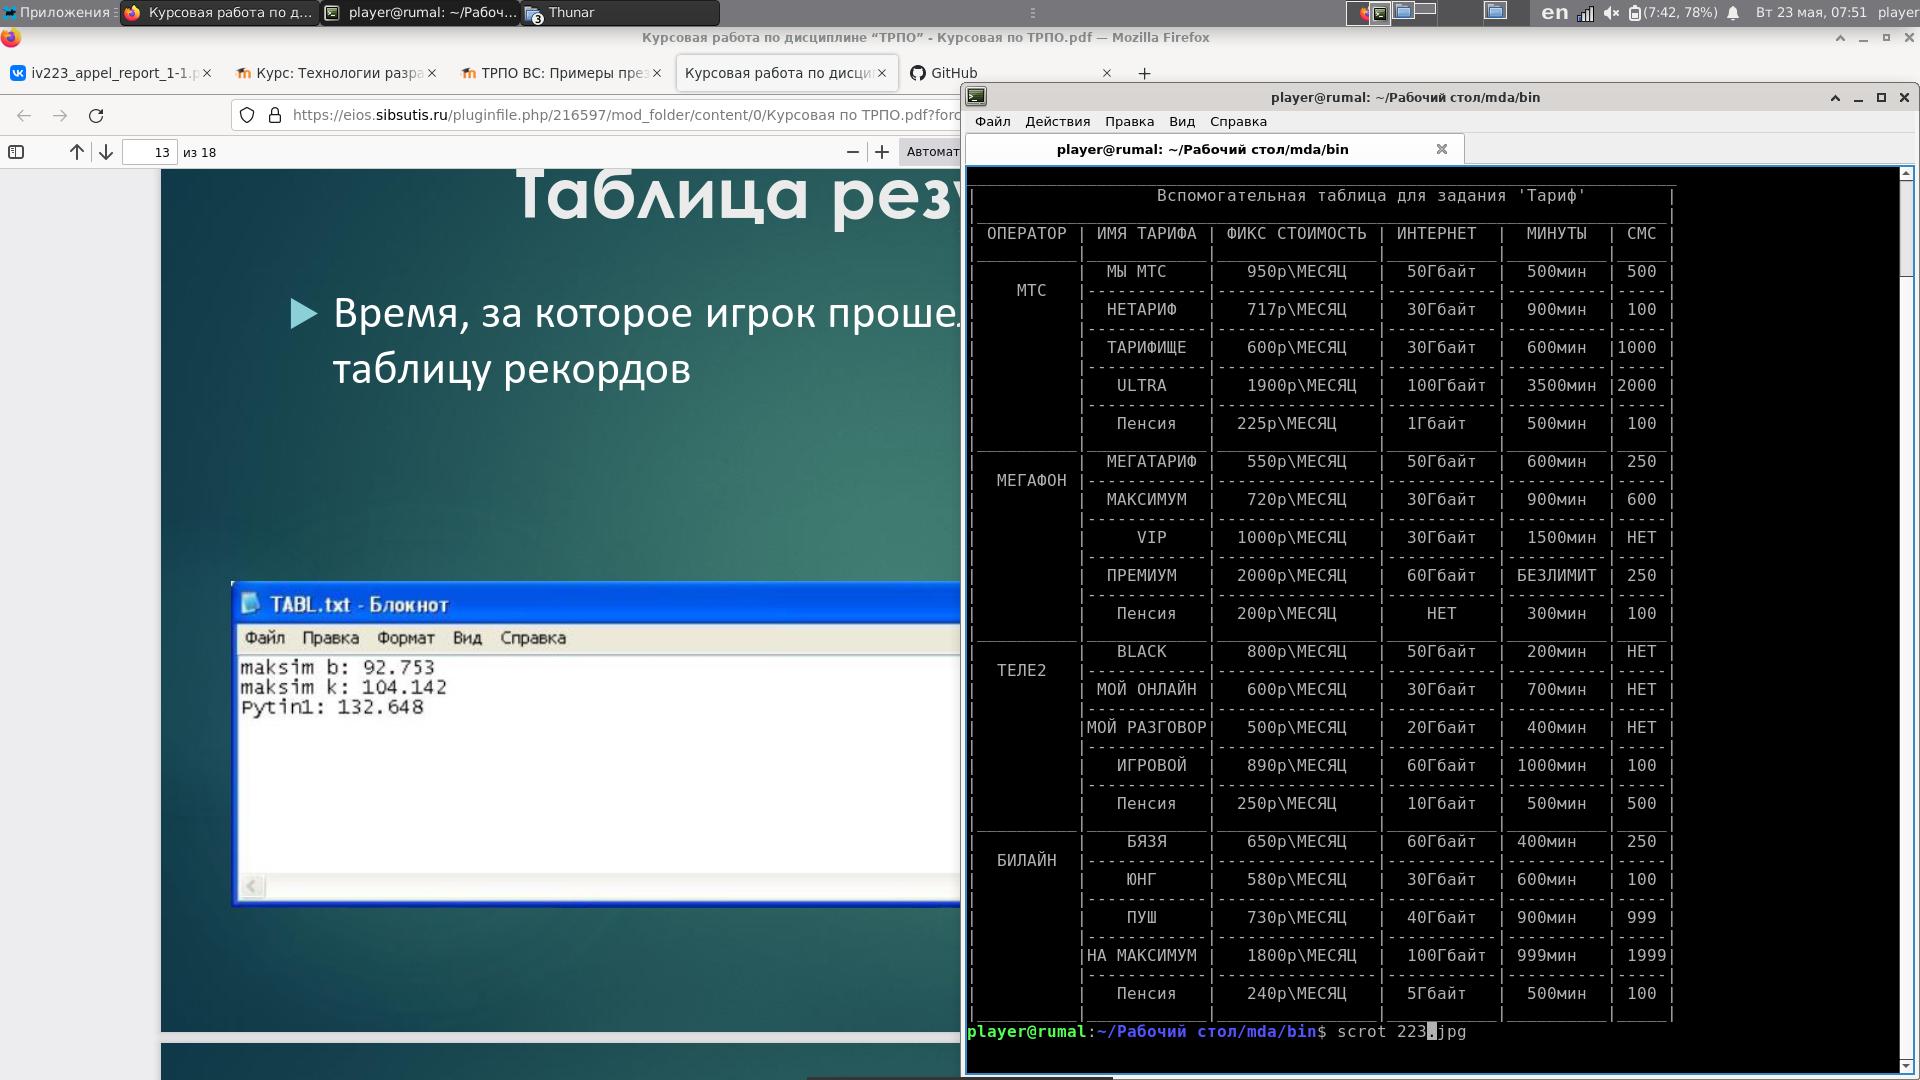 Приложения
Курсовая работа по д...
player@rumal: ~/Рабоч...
3
Thunar
en
(7:42, 78%)
Вт 23 мая, 07:51
player
Курсовая работа по дисциплине “ТРПО” - Курсовая по ТРПО.pdf — Mozilla Firefox
iv223_appel_report_1-1.p
Курс: Технологии разра
ТРПО ВС: Примеры пре
Курсовая работа по дисци
GitHub
https://eios.sibsutis.ru/pluginfile.php/216597/mod_folder/content/0/Курсовая по ТРПО.pdf?forc
13 из 18
Автомат
Таблица рез
Время, за которое игрок проше
таблицу рекордов
TABL.txt - Блокнот
Файл Правка Формат Вид Справка
maksim b: 92.753
maksim k: 104.142
Pytin1: 132.648
player@rumal: ~/Рабочий стол/mda/bin
Файл Действия Правка Вид Справка
player@rumal: ~/Рабочий стол/mda/bin
Вспомогательная таблица для задания 'Тариф'
ОПЕРАТОР | ИМЯ ТАРИФА | ФИКС СТОИМОСТЬ | ИНТЕРНЕТ | МИНУТЫ | СМС
МЫ МТС | 950р\МЕСЯЦ | 50Гбайт | 500мин | 500
МТС
НЕТАРИФ | 717р\МЕСЯЦ | 30Гбайт | 900мин | 100
ТАРИФИЩЕ | 600р\МЕСЯЦ | 30Гбайт | 600мин | 1000
ULTRA | 1900р\МЕСЯЦ | 100Гбайт | 3500мин | 2000
Пенсия | 225р\МЕСЯЦ | 1Гбайт | 500мин | 100
МЕГАТАРИФ | 550р\МЕСЯЦ | 50Гбайт | 600мин | 250
МЕГАФОН
МАКСИМУМ | 720р\МЕСЯЦ | 30Гбайт | 900мин | 600
VIP | 1000р\МЕСЯЦ | 30Гбайт | 1500мин | НЕТ
ПРЕМИУМ | 2000р\МЕСЯЦ | 60Гбайт | БЕЗЛИМИТ | 250
Пенсия | 200р\МЕСЯЦ | НЕТ | 300мин | 100
BLACK | 800р\МЕСЯЦ | 50Гбайт | 200мин | НЕТ
ТЕЛЕ2
МОЙ ОНЛАЙН | 600р\МЕСЯЦ | 30Гбайт | 700мин | НЕТ
МОЙ РАЗГОВОР | 500р\МЕСЯЦ | 20Гбайт | 400мин | НЕТ
ИГРОВОЙ | 890р\МЕСЯЦ | 60Гбайт | 1000мин | 100
Пенсия | 250р\МЕСЯЦ | 10Гбайт | 500мин | 500
БЯЗЯ | 650р\МЕСЯЦ | 60Гбайт | 400мин | 250
БИЛАЙН
ЮНГ | 580р\МЕСЯЦ | 30Гбайт | 600мин | 100
ПУШ | 730р\МЕСЯЦ | 40Гбайт | 900мин | 999
НА МАКСИМУМ | 1800р\МЕСЯЦ | 100Гбайт | 999мин | 1999
Пенсия | 240р\МЕСЯЦ | 5Гбайт | 500мин | 100
player@rumal:~/Рабочий стол/mda/bin$ scrot 223.jpg